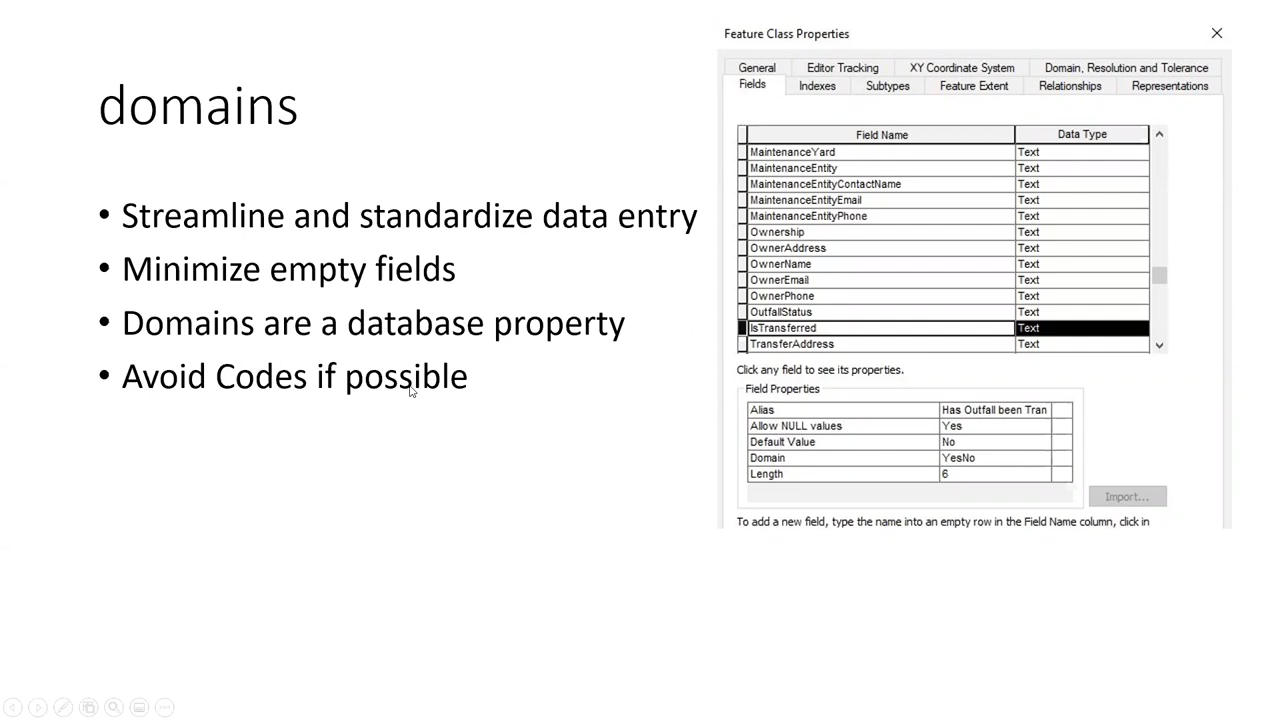 domains
• Streamline and standardize data entry
• Minimize empty fields
• Domains are a database property
• Avoid Codes if possible
Feature Class Properties
General Editor Tracking XY Coordinate System Domain, Resolution and Tolerance
Fields Indexes Subtypes Feature Extent Relationships Representations
Field Name Data Type
MaintenanceYard Text
MaintenanceEntity Text
MaintenanceEntityContactName Text
MaintenanceEntityEmail Text
MaintenanceEntityPhone Text
Ownership Text
OwnerAddress Text
OwnerName Text
OwnerEmail Text
OwnerPhone Text
OutfallStatus Text
IsTransferred Text
TransferAddress Text
Click any field to see its properties.
Field Properties
Alias Has Outfall been Tran
Allow NULL values Yes
Default Value No
Domain YesNo
Length 6
Import...
To add a new field, type the name into an empty row in the Field Name column, click in